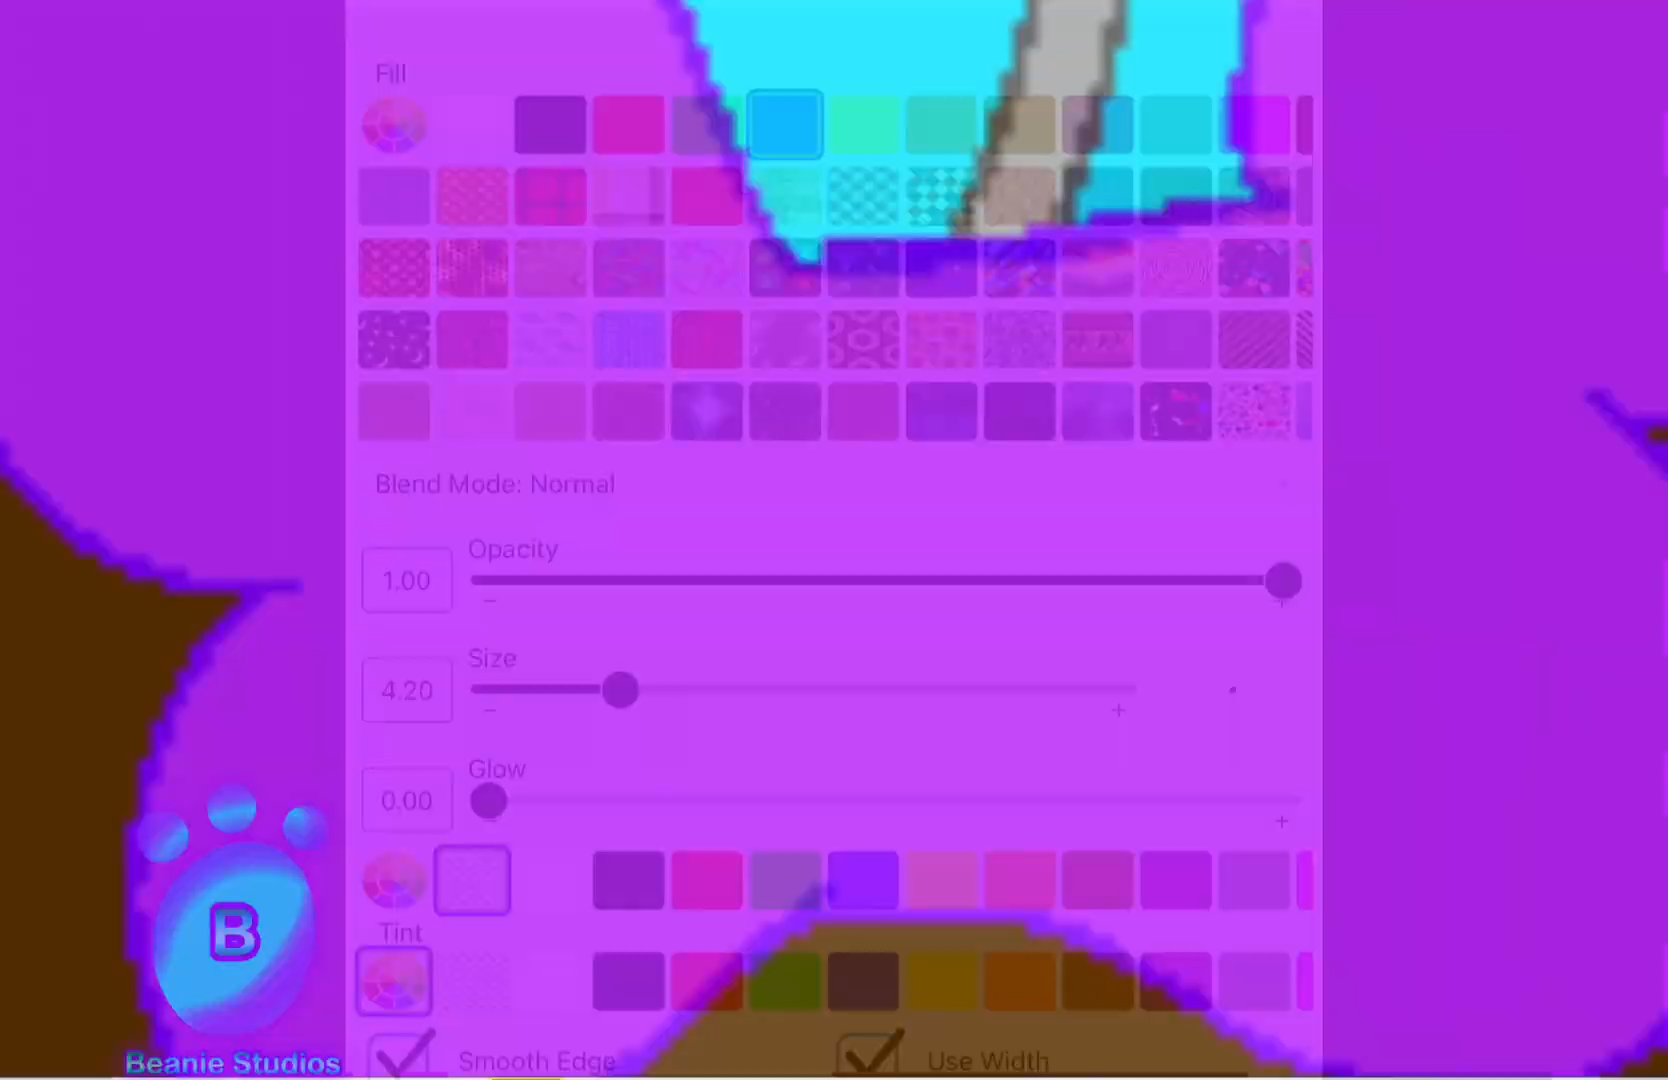 Fill
Blend Mode: Normal
Opacity
1.00
Size
4.20
Glow
0.00
Tint
B
Beanie Studios
Smooth Edge
Use Width